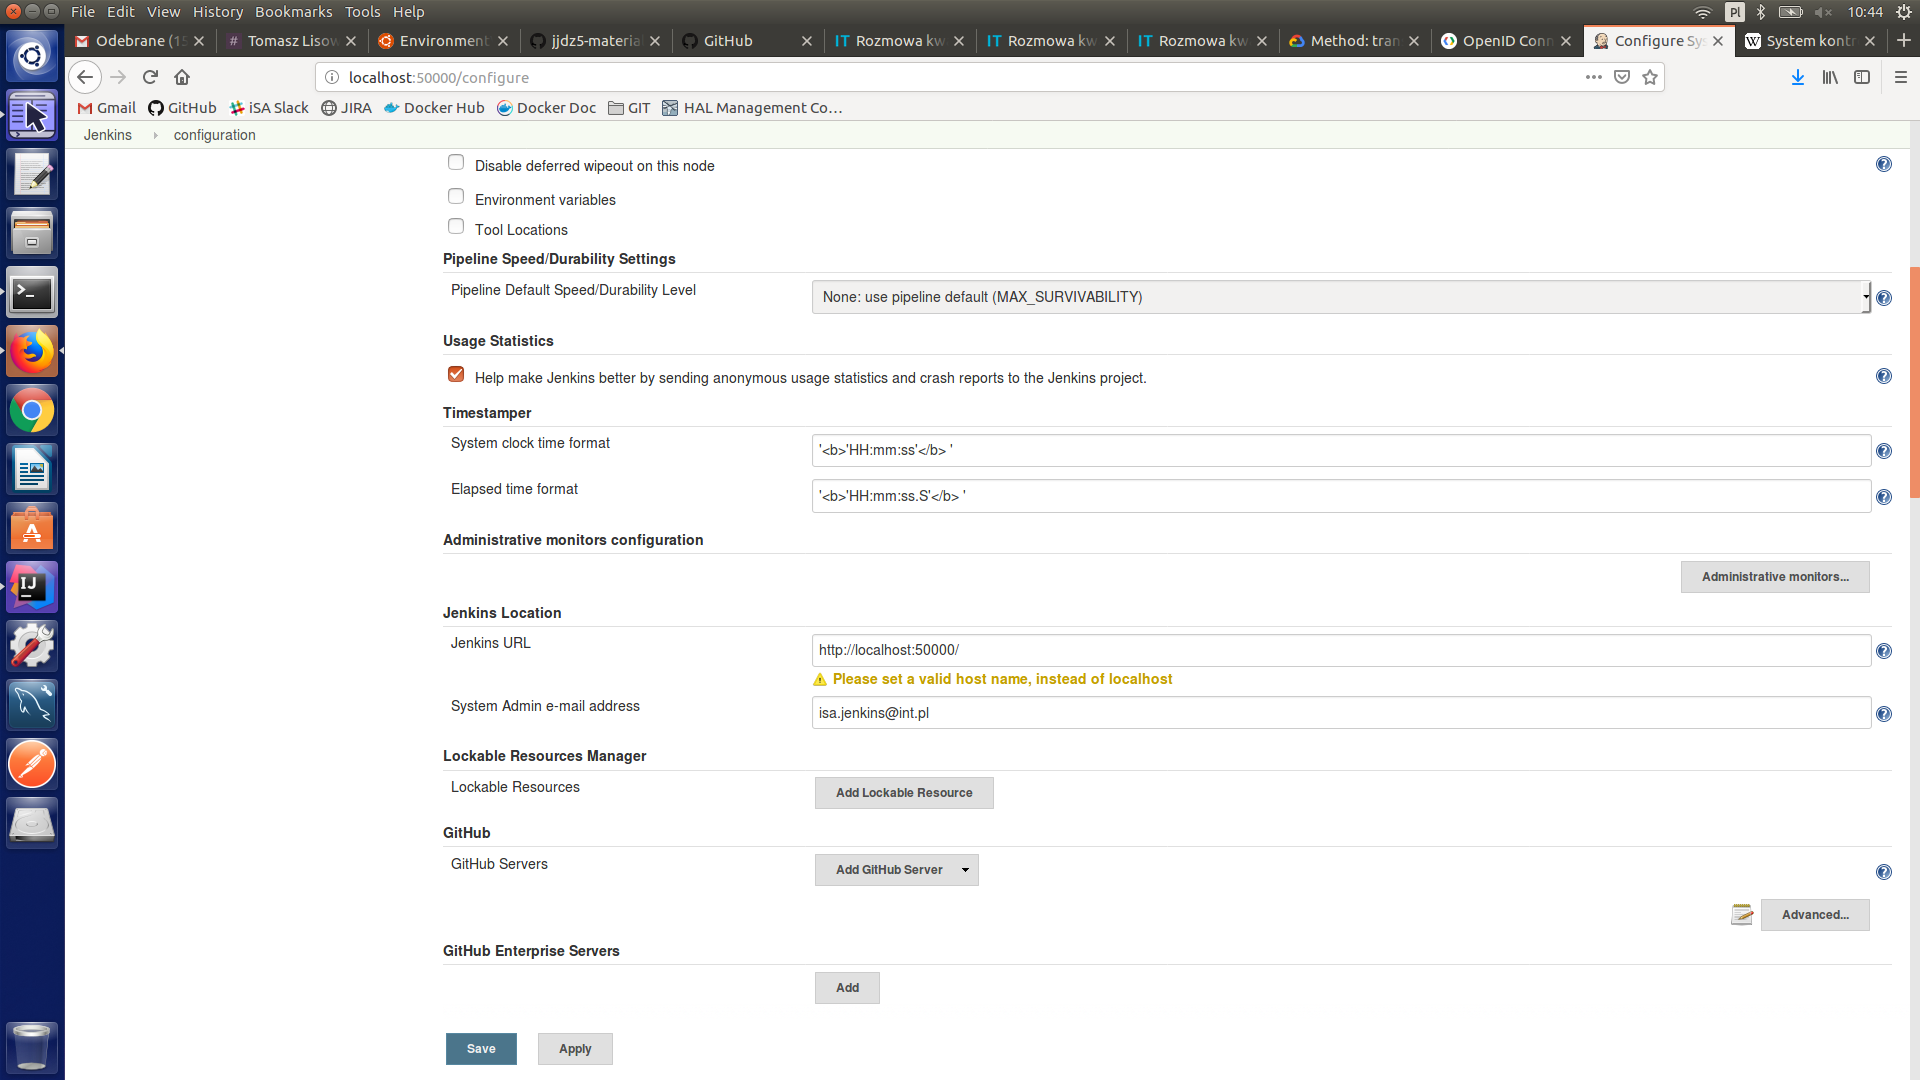 File Edit View History Bookmarks Tools Help Pl 10:44
Odebrane (15 # Tomasz Lisow Environment jjdz5-materia GitHub IT Rozmowa kw IT Rozmowa kw IT Rozmowa kw Method: tran OpenID Conn Configure Sys W System kontr
localhost:50000/configure
Gmail GitHub iSA Slack JIRA Docker Hub Docker Doc GIT HAL Management Co…
Jenkins configuration
Disable deferred wipeout on this node
Environment variables
Tool Locations
Pipeline Speed/Durability Settings
Pipeline Default Speed/Durability Level None: use pipeline default (MAX_SURVIVABILITY)
Usage Statistics
Help make Jenkins better by sending anonymous usage statistics and crash reports to the Jenkins project.
Timestamper
System clock time format '<b>'HH:mm:ss'</b> '
Elapsed time format '<b>'HH:mm:ss.S'</b> '
Administrative monitors configuration
Administrative monitors...
Jenkins Location
Jenkins URL http://localhost:50000/
Please set a valid host name, instead of localhost
System Admin e-mail address isa.jenkins@int.pl
Lockable Resources Manager
Lockable Resources Add Lockable Resource
GitHub
GitHub Servers Add GitHub Server
Advanced...
GitHub Enterprise Servers
Add
Save Apply